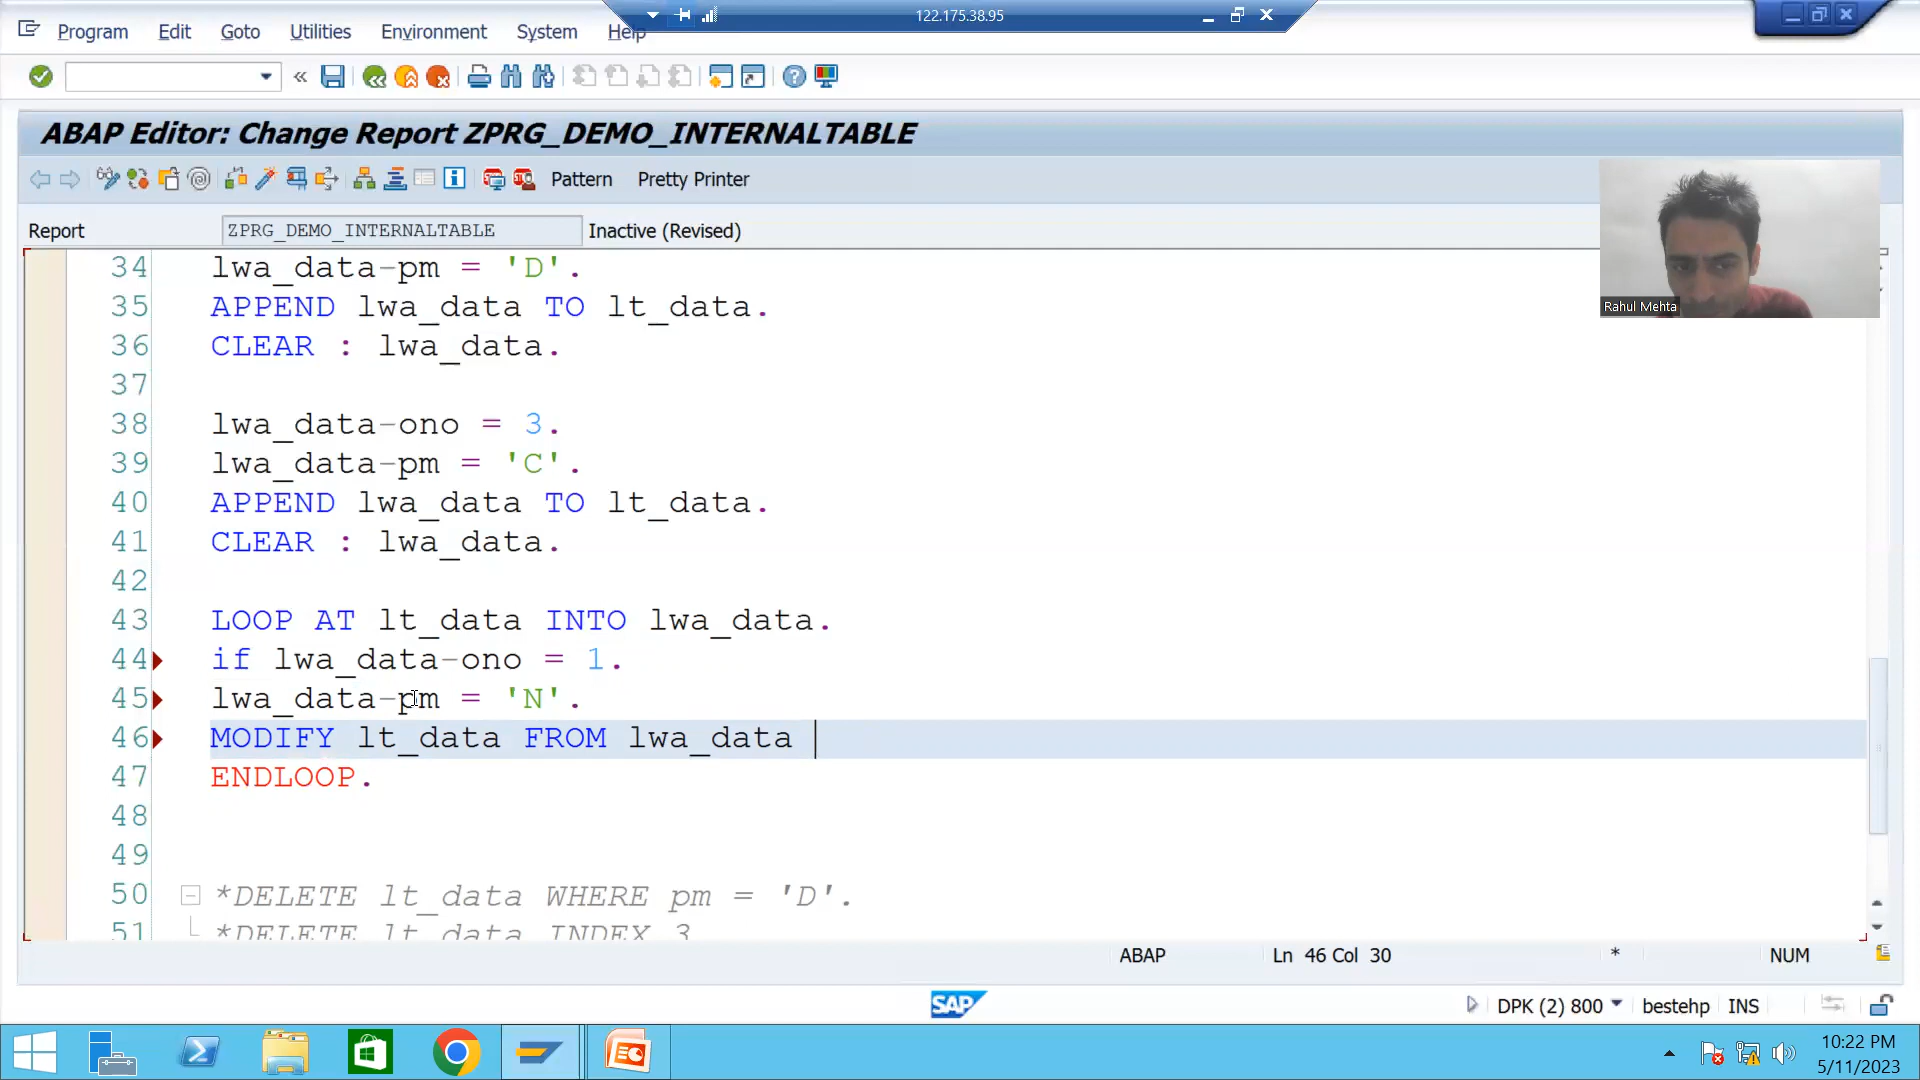 122.175.38.95
Program Edit Goto Utilities Environment System Help
ABAP Editor: Change Report ZPRG_DEMO_INTERNALTABLE
Pattern Pretty Printer
Report ZPRG_DEMO_INTERNALTABLE Inactive (Revised)
Rahul Mehta
34 lwa_data-pm = 'D'.
35 APPEND lwa_data TO lt_data.
36 CLEAR : lwa_data.
37
38 lwa_data-ono = 3.
39 lwa_data-pm = 'C'.
40 APPEND lwa_data TO lt_data.
41 CLEAR : lwa_data.
42
43 LOOP AT lt_data INTO lwa_data.
44 if lwa_data-ono = 1.
45 lwa_data-pm = 'N'.
46 MODIFY lt_data FROM lwa_data
47 ENDLOOP.
48
49
50 *DELETE lt_data WHERE pm = 'D'.
51 *DELETE lt_data INDEX 3
ABAP Ln 46 Col 30 * NUM
SAP DPK (2) 800 bestehp INS
10:22 PM
5/11/2023